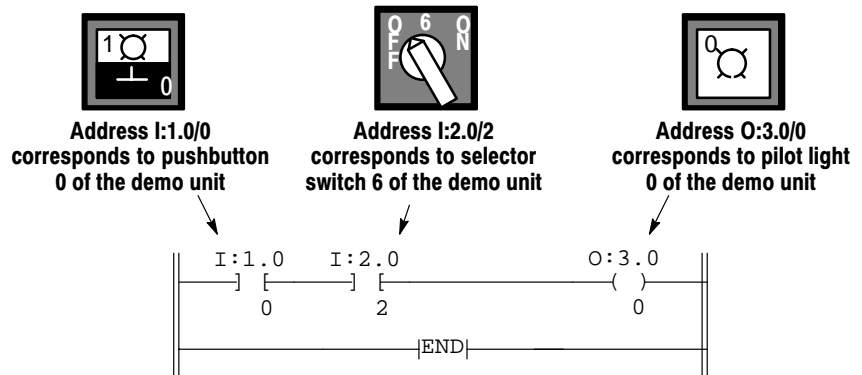 1
0
OFF 6 ON
0
Address I:1.0/0
corresponds to pushbutton
0 of the demo unit
Address I:2.0/2
corresponds to selector
switch 6 of the demo unit
Address O:3.0/0
corresponds to pilot light
0 of the demo unit
I:1.0 I:2.0 O:3.0
] [ ] [ ( )
0 2 0
END